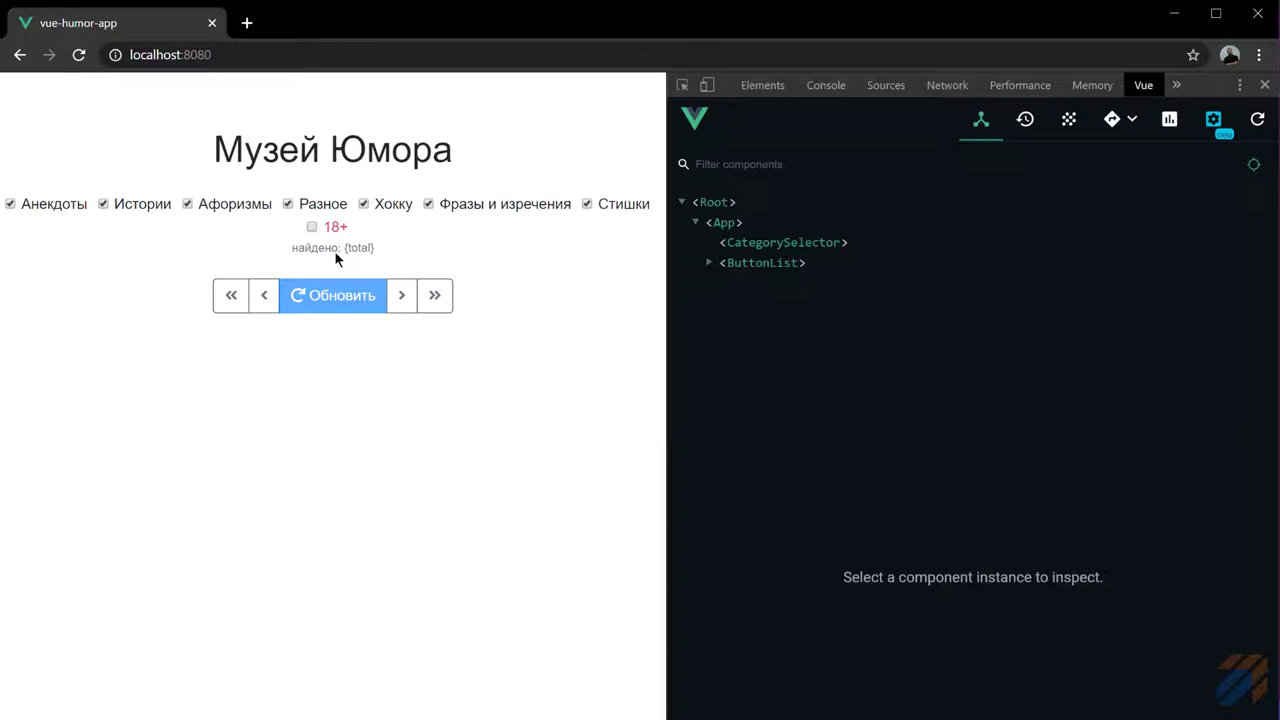 vue-humor-app
localhost:8080
Elements Console Sources Network Performance Memory Vue
new
Filter components
Музей Юмора
Анекдоты Истории Афоризмы Разное Хокку Фразы и изречения Стишки
18+
найдено: {total}
Обновить
<Root>
<App>
<CategorySelector>
<ButtonList>
Select a component instance to inspect.